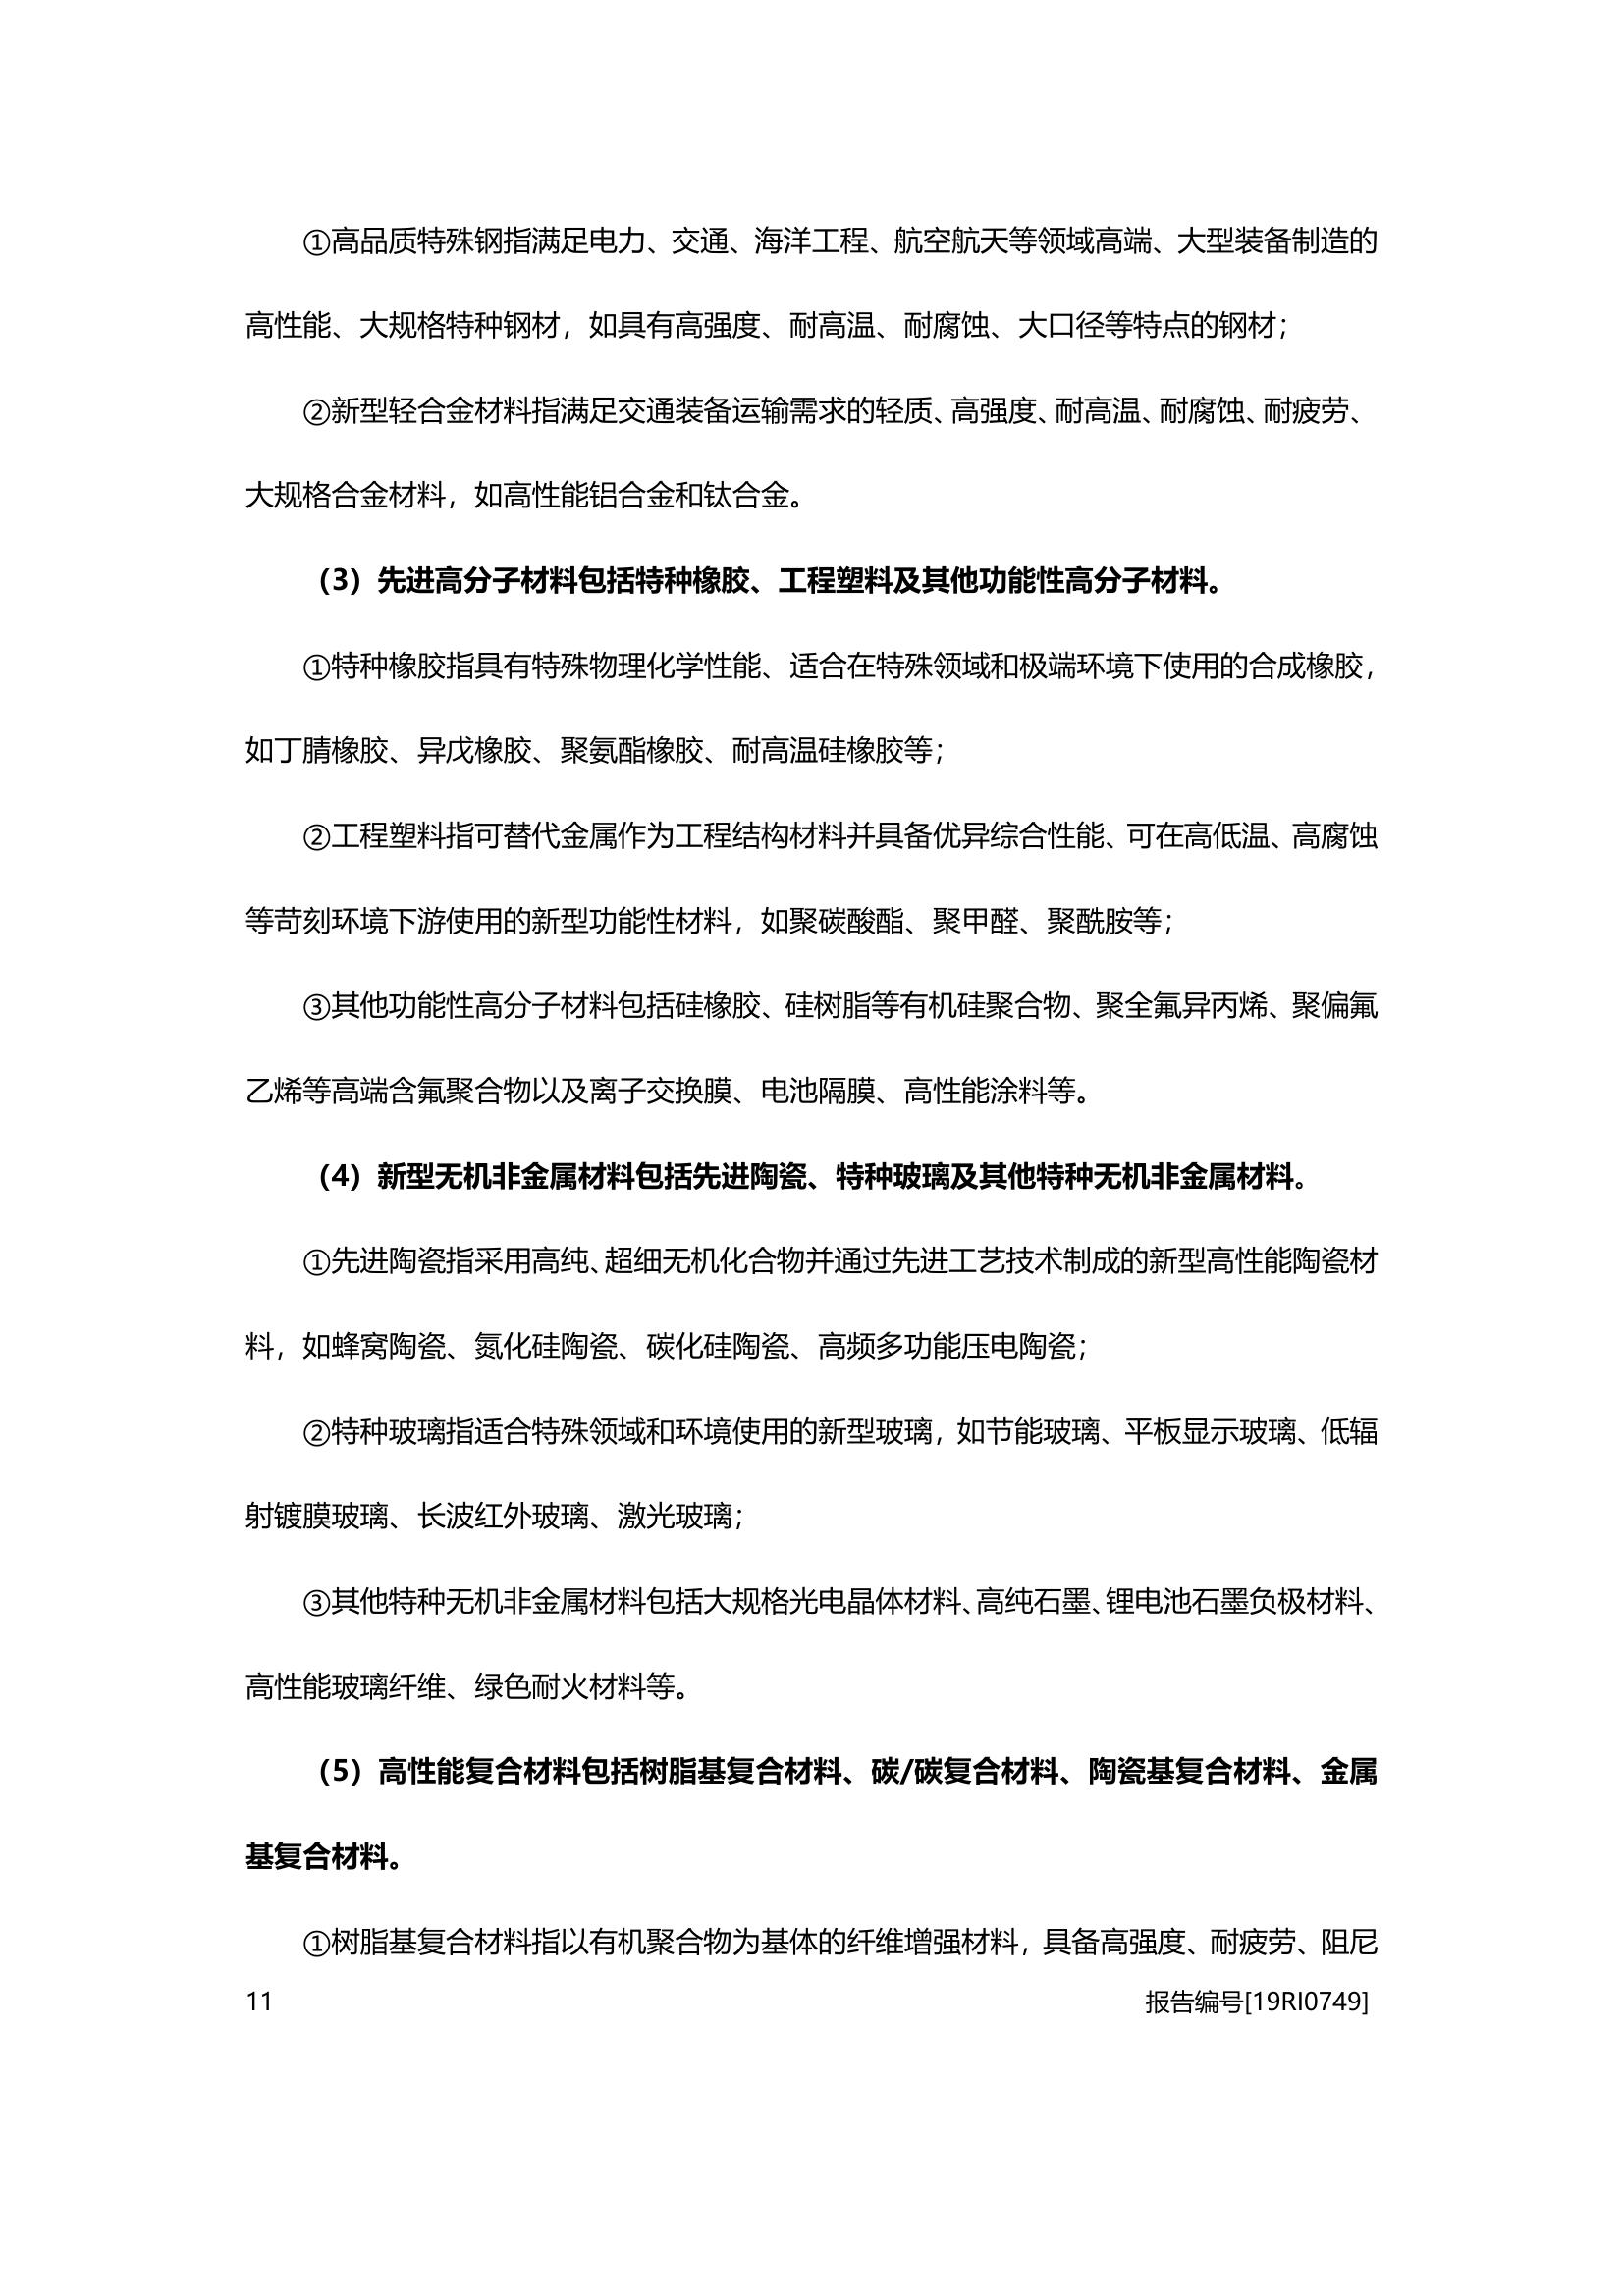 ①高品质特殊钢指满足电力、交通、海洋工程、航空航天等领域高端、大型装备制造的
高性能、大规格特种钢材，如具有高强度、耐高温、耐腐蚀、大口径等特点的钢材；
②新型轻合金材料指满足交通装备运输需求的轻质、高强度、耐高温、耐腐蚀、耐疲劳、
大规格合金材料，如高性能铝合金和钛合金。
（3）先进高分子材料包括特种橡胶、工程塑料及其他功能性高分子材料。
①特种橡胶指具有特殊物理化学性能、适合在特殊领域和极端环境下使用的合成橡胶，
如丁腈橡胶、异戊橡胶、聚氨酯橡胶、耐高温硅橡胶等；
②工程塑料指可替代金属作为工程结构材料并具备优异综合性能、可在高低温、高腐蚀
等苛刻环境下游使用的新型功能性材料，如聚碳酸酯、聚甲醛、聚酰胺等；
③其他功能性高分子材料包括硅橡胶、硅树脂等有机硅聚合物、聚全氟异丙烯、聚偏氟
乙烯等高端含氟聚合物以及离子交换膜、电池隔膜、高性能涂料等。
（4）新型无机非金属材料包括先进陶瓷、特种玻璃及其他特种无机非金属材料。
①先进陶瓷指采用高纯、超细无机化合物并通过先进工艺技术制成的新型高性能陶瓷材
料，如蜂窝陶瓷、氮化硅陶瓷、碳化硅陶瓷、高频多功能压电陶瓷；
②特种玻璃指适合特殊领域和环境使用的新型玻璃，如节能玻璃、平板显示玻璃、低辐
射镀膜玻璃、长波红外玻璃、激光玻璃；
③其他特种无机非金属材料包括大规格光电晶体材料、高纯石墨、锂电池石墨负极材料、
高性能玻璃纤维、绿色耐火材料等。
（5）高性能复合材料包括树脂基复合材料、碳/碳复合材料、陶瓷基复合材料、金属
基复合材料。
①树脂基复合材料指以有机聚合物为基体的纤维增强材料，具备高强度、耐疲劳、阻尼
11 报告编号[19RI0749]